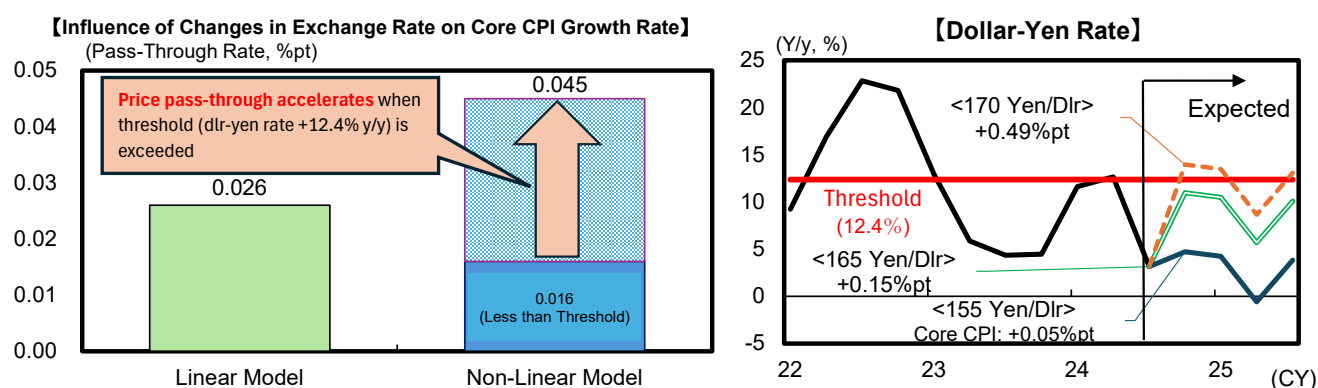 【Influence of Changes in Exchange Rate on Core CPI Growth Rate】
(Pass-Through Rate, %pt)
0.05
0.04
0.03
0.02
0.01
0.00
Price pass-through accelerates when
threshold (dlr-yen rate +12.4% y/y) is
exceeded
0.026
0.045
0.016
(Less than Threshold)
Linear Model
Non-Linear Model
【Dollar-Yen Rate】
(Y/y, %)
25
20
15
10
5
0
-5
<170 Yen/Dlr>
+0.49%pt
Expected
Threshold
(12.4%)
<165 Yen/Dlr>
+0.15%pt
<155 Yen/Dlr>
Core CPI: +0.05%pt
22
23
24
25
(CY)